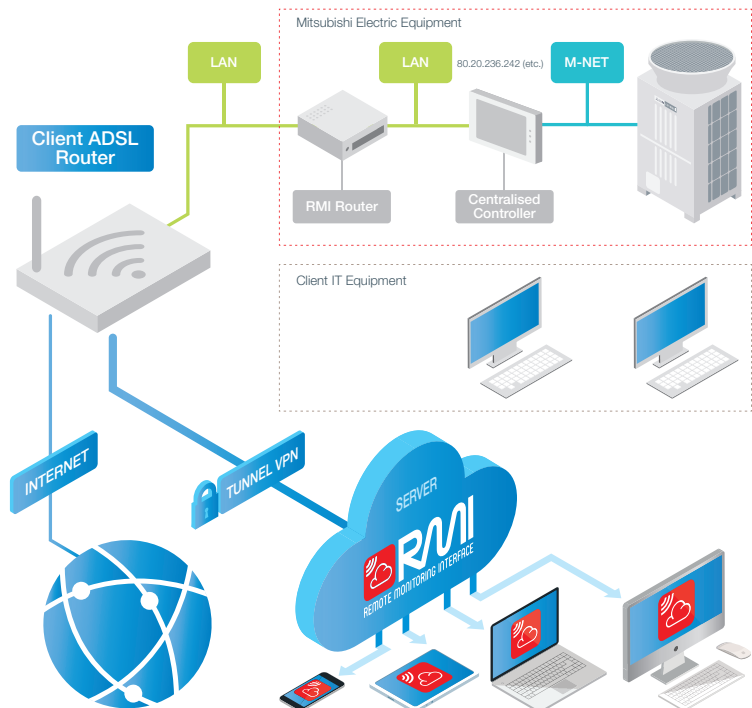 Mitsubishi Electric Equipment
LAN
LAN
80.20.236.242 (etc.)
M-NET
Client ADSL
Router
RMI Router
Centralised
Controller
Client IT Equipment
INTERNET
TUNNEL VPN
SERVER
RMI
REMOTE MONITORING INTERFACE